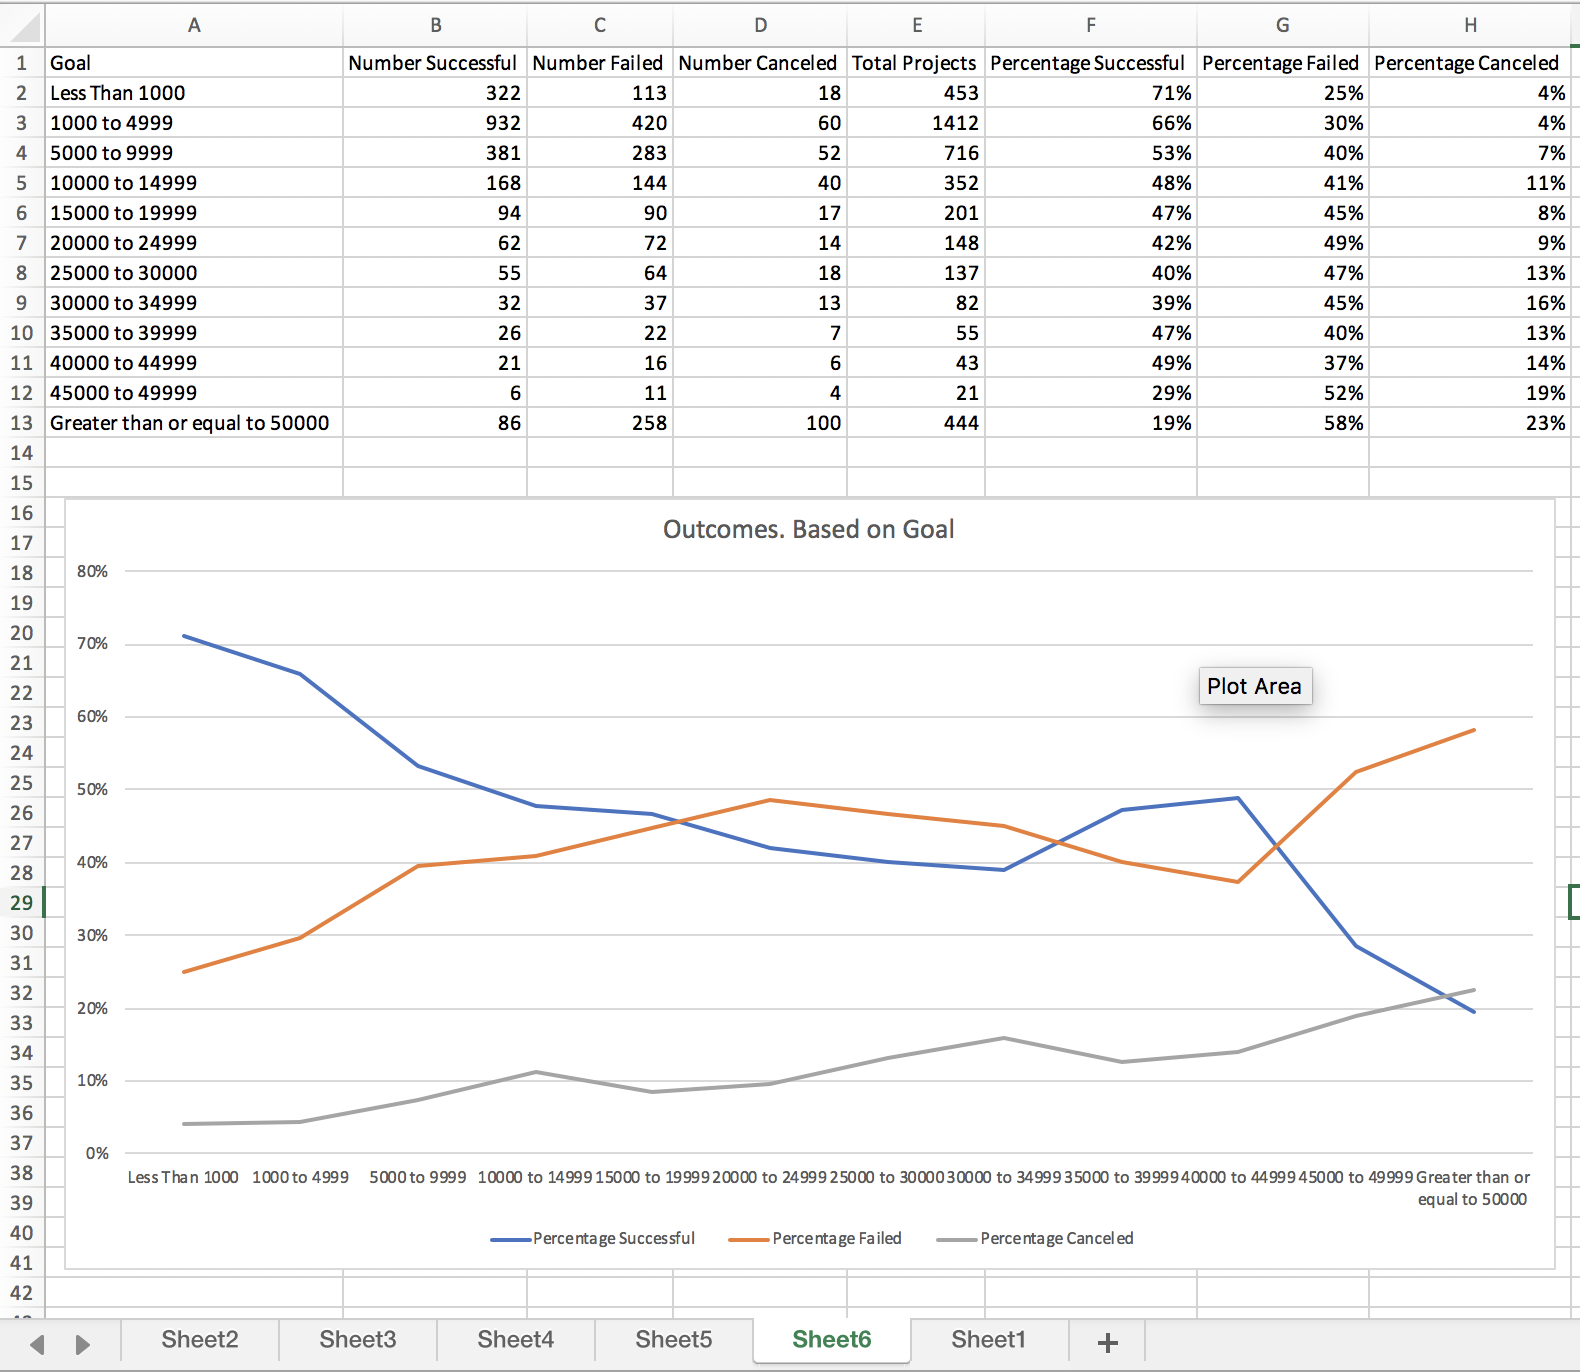 A B C D E F G H
1 Goal Number Successful Number Failed Number Canceled Total Projects Percentage Successful Percentage Failed Percentage Canceled
2 Less Than 1000 322 113 18 453 71% 25% 4%
3 1000 to 4999 932 420 60 1412 66% 30% 4%
4 5000 to 9999 381 283 52 716 53% 40% 7%
5 10000 to 14999 168 144 40 352 48% 41% 11%
6 15000 to 19999 94 90 17 201 47% 45% 8%
7 20000 to 24999 62 72 14 148 42% 49% 9%
8 25000 to 30000 55 64 18 137 40% 47% 13%
9 30000 to 34999 32 37 13 82 39% 45% 16%
10 35000 to 39999 26 22 7 55 47% 40% 13%
11 40000 to 44999 21 16 6 43 49% 37% 14%
12 45000 to 49999 6 11 4 21 29% 52% 19%
13 Greater than or equal to 50000 86 258 100 444 19% 58% 23%
14
15
16
17
18
19
20
21
22
23
24
25
26
27
28
29
30
31
32
33
34
35
36
37
38
39
40
41
42
Outcomes. Based on Goal
80%
70%
Plot Area
60%
50%
40%
30%
20%
10%
0%
Less Than 1000 1000 to 4999 5000 to 9999 10000 to 14999 15000 to 19999 20000 to 24999 25000 to 30000 30000 to 34999 35000 to 39999 40000 to 44999 45000 to 49999 Greater than or
equal to 50000
Percentage Successful Percentage Failed Percentage Canceled
Sheet2 Sheet3 Sheet4 Sheet5 Sheet6 Sheet1 +